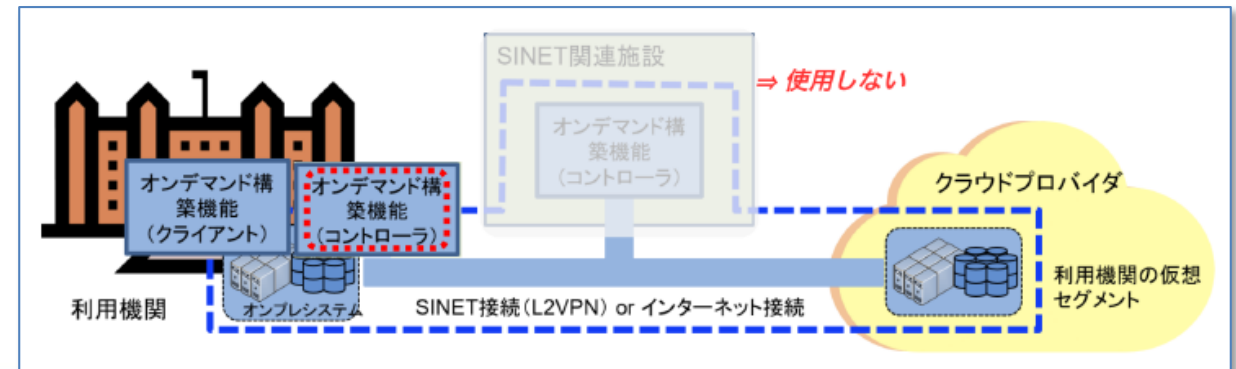 SINET関連施設
⇒ 使用しない
オンデマンド構
築機能
(コントローラ)
オンデマンド構
築機能
(クライアント)
オンデマンド構
築機能
(コントローラ)
クラウドプロバイダ
利用機関
オンプレシステム
SINET接続(L2VPN) or インターネット接続
利用機関の仮想
セグメント